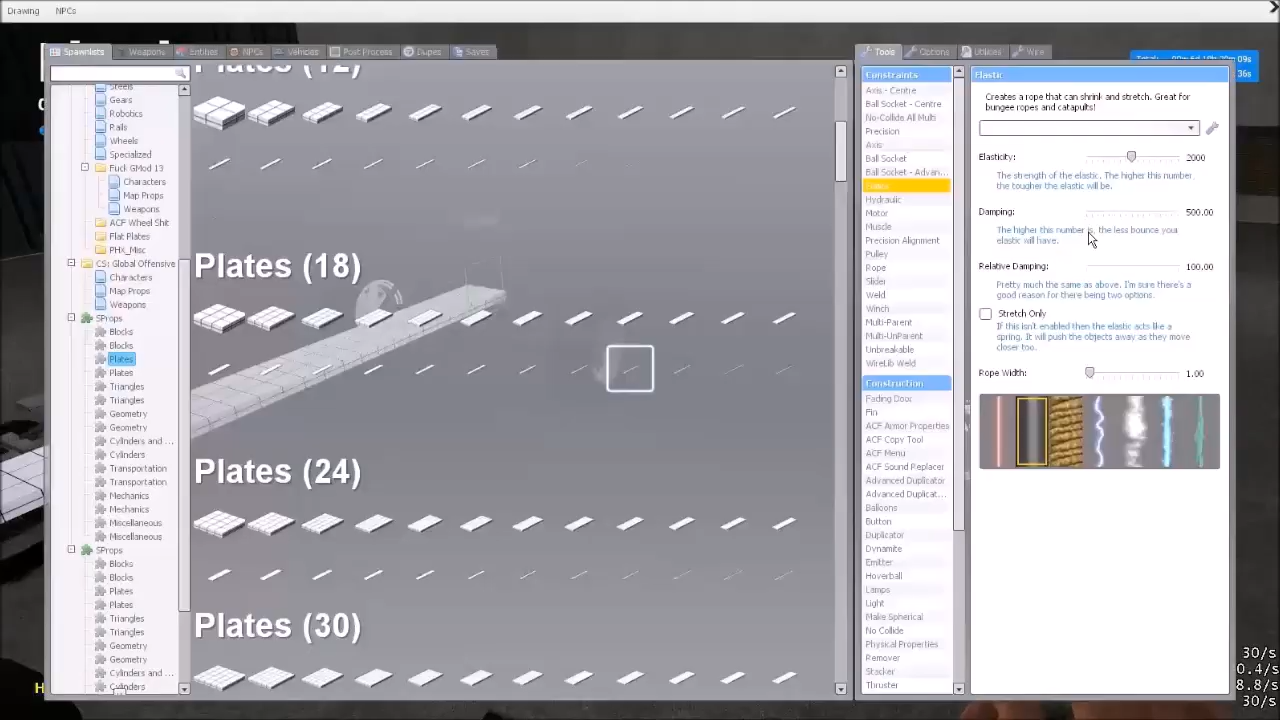 Drawing NPCs
Spawnlists Weapons Entities NPCs Vehicles Post Process Dupes Saves
Steels
Gears
Robotics
Rails
Wheels
Specialized
Fuck GMod 13
Characters
Map Props
Weapons
ACF Wheel Shit
Flat Plates
PHX_Misc
CS: Global Offensive
Characters
Map Props
Weapons
SProps
Blocks
Blocks
Plates
Plates
Triangles
Triangles
Geometry
Geometry
Cylinders and ...
Cylinders
Transportation
Transportation
Mechanics
Mechanics
Miscellaneous
Miscellaneous
SProps
Blocks
Blocks
Plates
Plates
Triangles
Triangles
Geometry
Geometry
Cylinders and ...
Cylinders
Plates (12)
Plates (18)
Plates (24)
Plates (30)
Tools Options Utilities Wire
Constraints
Axis - Centre
Ball Socket - Centre
No-Collide All Multi
Precision
Axis
Ball Socket
Ball Socket - Advan...
Elastic
Hydraulic
Motor
Muscle
Precision Alignment
Pulley
Rope
Slider
Weld
Winch
Multi-Parent
Multi-UnParent
Unbreakable
WireLib Weld
Construction
Fading Door
Fin
ACF Armor Properties
ACF Copy Tool
ACF Menu
ACF Sound Replacer
Advanced Duplicator
Advanced Duplicat...
Balloons
Button
Duplicator
Dynamite
Emitter
Hoverball
Lamps
Light
Make Spherical
No Collide
Physical Properties
Remover
Stacker
Thruster
Elastic
Creates a rope that can shrink and stretch. Great for
bungee ropes and catapults!
Elasticity: 2000
The strength of the elastic. The higher this number,
the tougher the elastic will be.
Damping: 500.00
The higher this number is, the less bounce your
elastic will have.
Relative Damping: 100.00
Pretty much the same as above. I'm sure there's a
good reason for there being two options.
Stretch Only
If this isn't enabled then the elastic acts like a
spring. It will push the objects away as they move
closer too.
Rope Width: 1.00
30/s
0.4/s
8.8/s
30/s
H